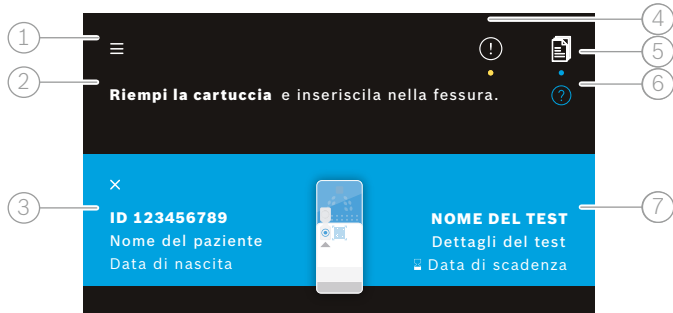 1
4
5
2
Riempi la cartuccia e inseriscila nella fessura.
?
6
3
ID 123456789
Nome del paziente
Data di nascita
NOME DEL TEST
Dettagli del test
Data di scadenza
7